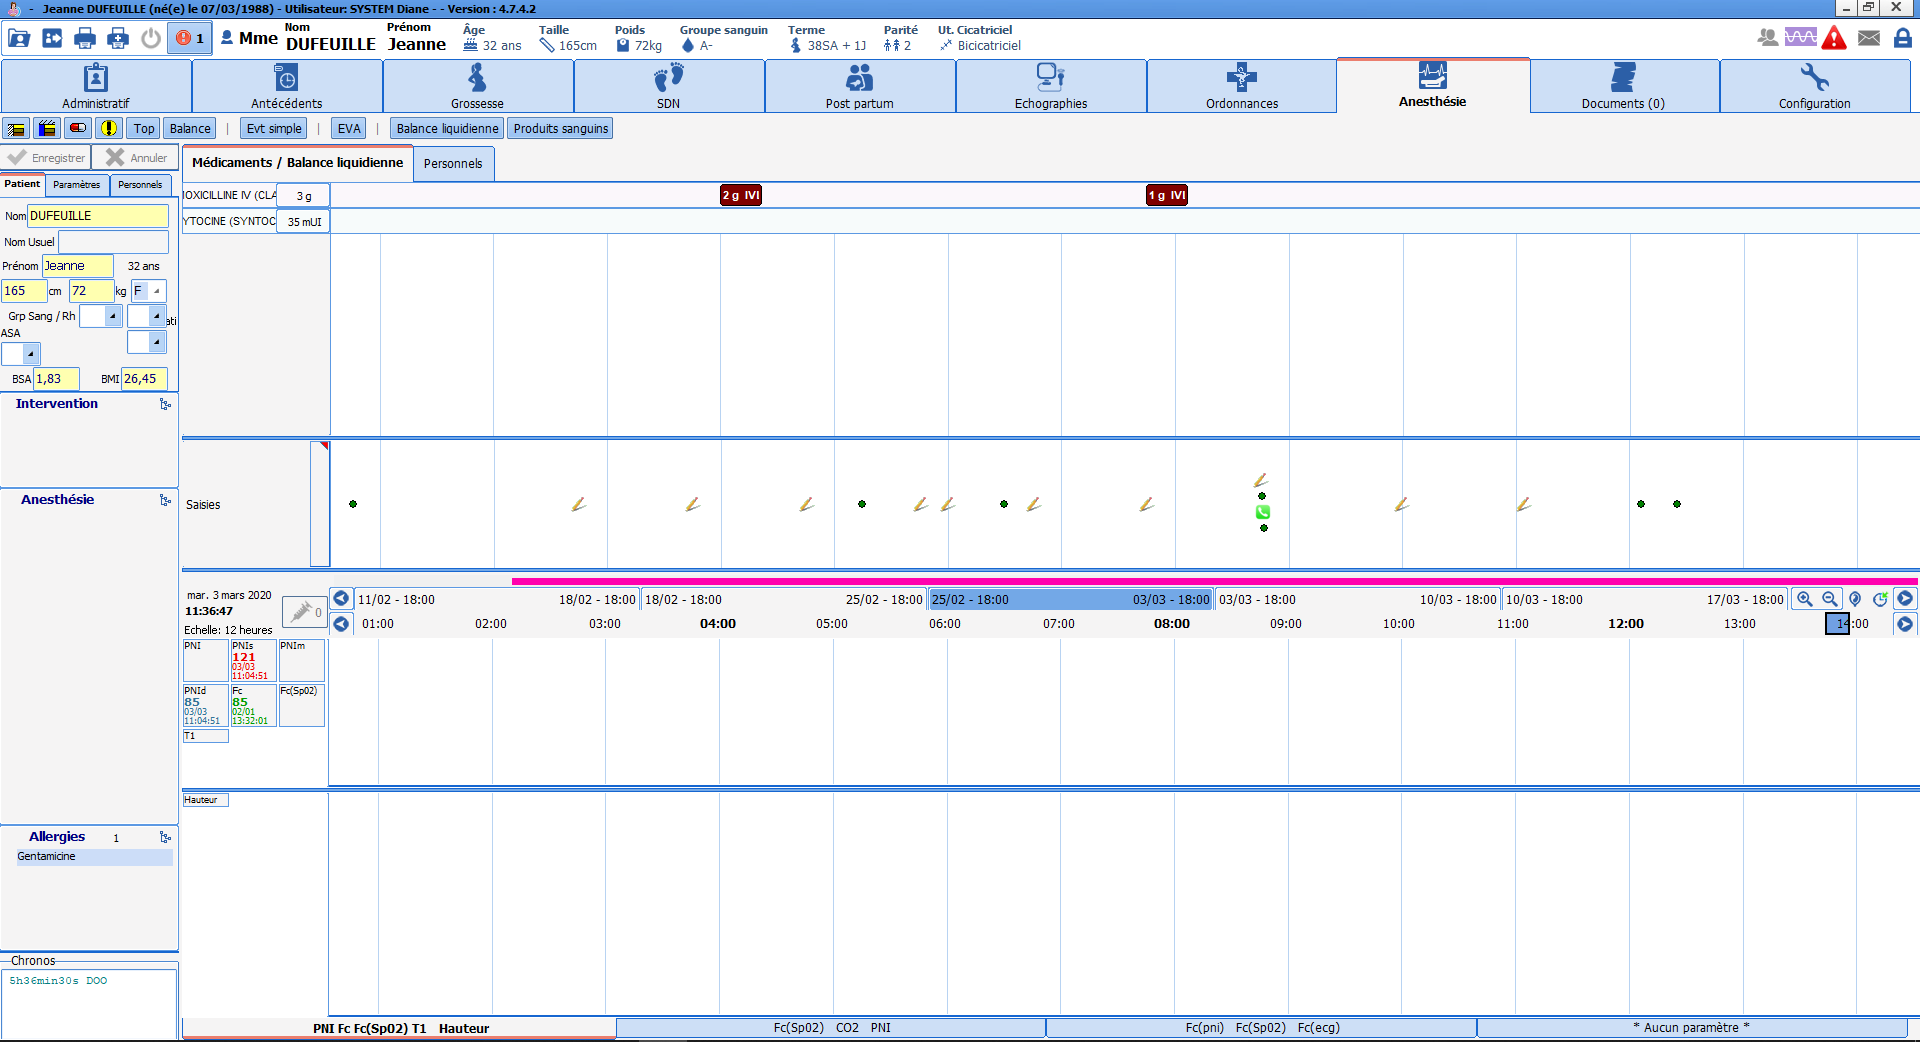 - Jeanne DUFEUILLE (né(e) le 07/03/1988) - Utilisateur: SYSTEM Diane - - Version : 4.7.4.2
1 Mme Nom DUFEUILLE Prénom Jeanne Âge 32 ans Taille 165cm Poids 72kg Groupe sanguin A- Terme 38SA + 1J Parité 2 Ut. Cicatriciel Bicicatriciel
Administratif Antécédents Grossesse SDN Post partum Echographies Ordonnances Anesthésie Documents (0) Configuration
Top Balance | Evt simple | EVA | Balance liquidienne Produits sanguins
Enregistrer Annuler
Médicaments / Balance liquidienne Personnels
Patient Paramètres Personnels
OXICILLINE IV (CLA 3 g 2 g IVI 1 g IVI
YTOCINE (SYNTOC 35 mUI
Nom DUFEUILLE
Nom Usuel
Prénom Jeanne 32 ans
165 cm 72 kg F
Grp Sang / Rh
ati
ASA
BSA 1,83 BMI 26,45
Intervention
Anesthésie
Saisies
mar. 3 mars 2020
11:36:47
Echelle: 12 heures
0
11/02 - 18:00 18/02 - 18:00 18/02 - 18:00 25/02 - 18:00 25/02 - 18:00 03/03 - 18:00 03/03 - 18:00 10/03 - 18:00 10/03 - 18:00 17/03 - 18:00
01:00 02:00 03:00 04:00 05:00 06:00 07:00 08:00 09:00 10:00 11:00 12:00 13:00 14:00
PNI PNIs PNIm
121
03/03
11:04:51
PNId Fc Fc(Sp02)
85 85
03/03 02/01
11:04:51 13:32:01
T1
Hauteur
Allergies 1
Gentamicine
Chronos
5h36min30s DOO
PNI Fc Fc(Sp02) T1 Hauteur
Fc(Sp02) CO2 PNI
Fc(pni) Fc(Sp02) Fc(ecg)
* Aucun paramètre *